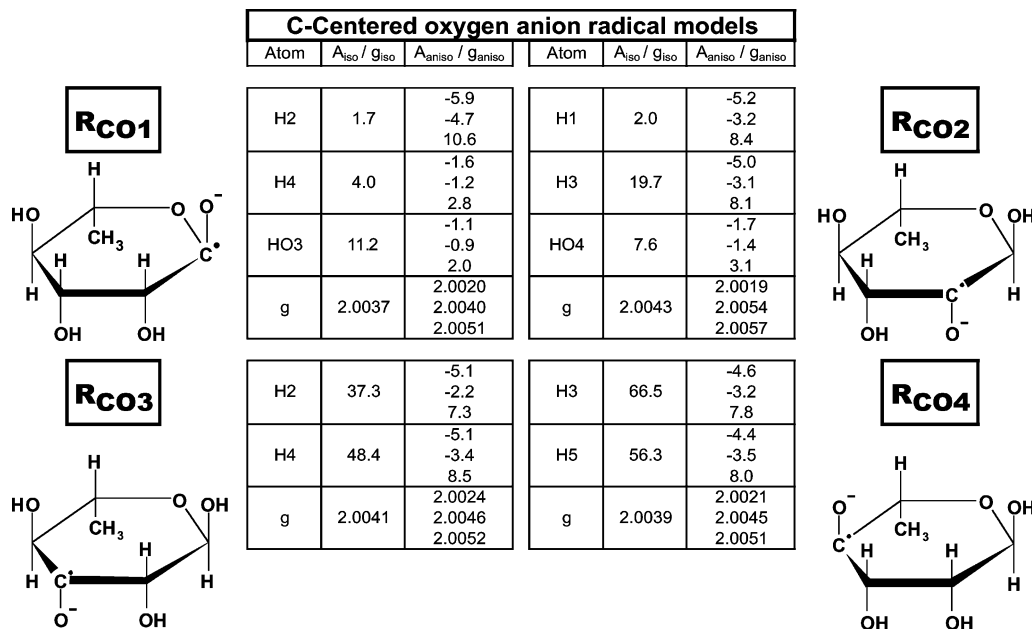 C-Centered oxygen anion radical models
Atom A_iso / g_iso A_aniso / g_aniso Atom A_iso / g_iso A_aniso / g_aniso
R_CO1
H2 1.7 -5.9 -4.7 10.6
H4 4.0 -1.6 -1.2 2.8
HO3 11.2 -1.1 -0.9 2.0
g 2.0037 2.0020 2.0040 2.0051
H
HO O O⁻
CH₃ C•
H H
H
OH OH
R_CO2
H1 2.0 -5.2 -3.2 8.4
H3 19.7 -5.0 -3.1 8.1
HO4 7.6 -1.7 -1.4 3.1
g 2.0043 2.0019 2.0054 2.0057
H
HO O OH
CH₃
H
H C• H
OH O⁻
R_CO3
H2 37.3 -5.1 -2.2 7.3
H4 48.4 -5.1 -3.4 8.5
g 2.0041 2.0024 2.0046 2.0052
H
HO O OH
CH₃
H
H C• H
O⁻ OH
R_CO4
H3 66.5 -4.6 -3.2 7.8
H5 56.3 -4.4 -3.5 8.0
g 2.0039 2.0021 2.0045 2.0051
H
O⁻ O OH
CH₃
C• H H
H
OH OH